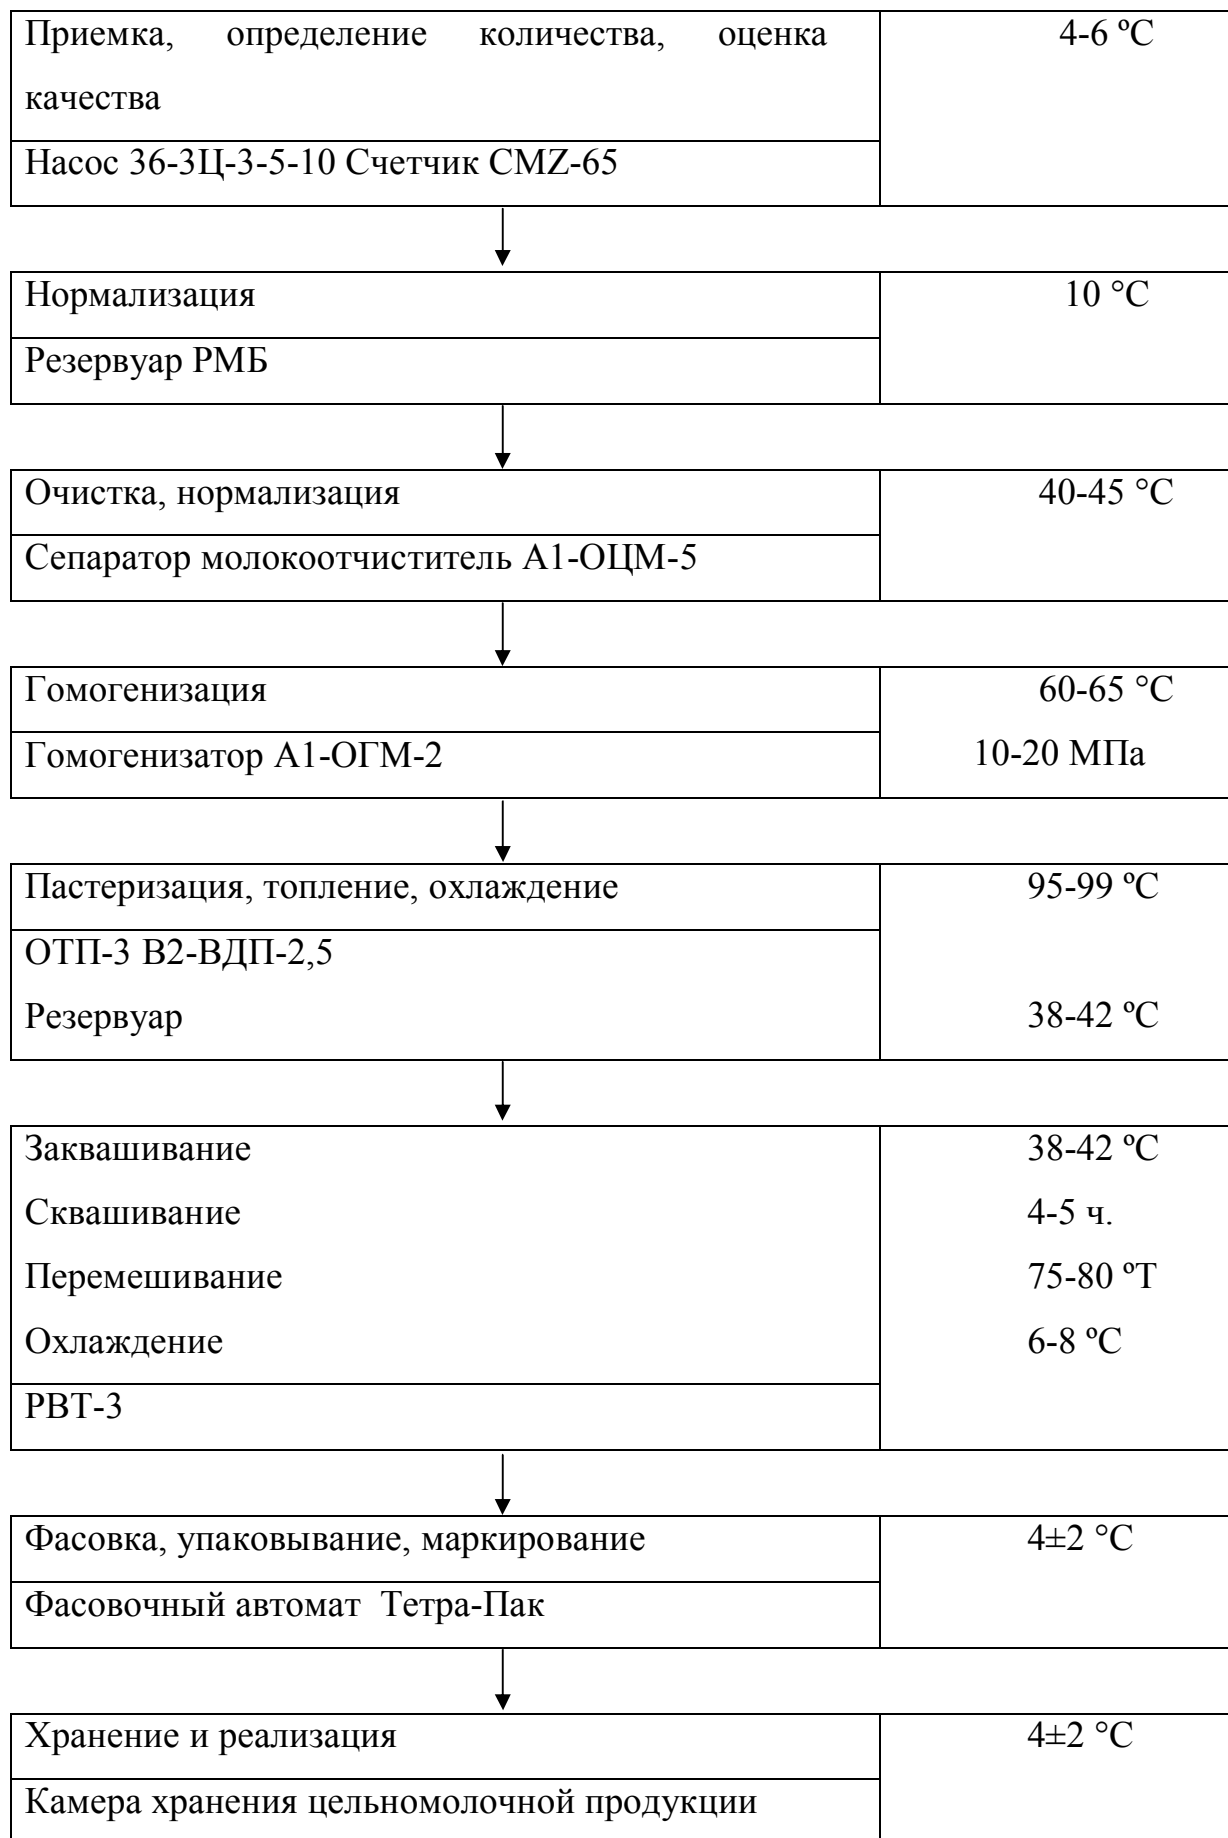 Приемка, определение количества, оценка 4-6 ºС
качества
Насос 36-3Ц-3-5-10 Счетчик CMZ-65
Нормализация 10 °С
Резервуар РМБ
Очистка, нормализация 40-45 °С
Сепаратор молокоотчиститель А1-ОЦМ-5
Гомогенизация 60-65 °С
Гомогенизатор А1-ОГМ-2 10-20 МПа
Пастеризация, топление, охлаждение 95-99 ºС
ОТП-3 В2-ВДП-2,5
Резервуар 38-42 ºС
Заквашивание 38-42 ºС
Сквашивание 4-5 ч.
Перемешивание 75-80 ºТ
Охлаждение 6-8 ºС
РВТ-3
Фасовка, упаковывание, маркирование 4±2 °С
Фасовочный автомат Тетра-Пак
Хранение и реализация 4±2 °С
Камера хранения цельномолочной продукции